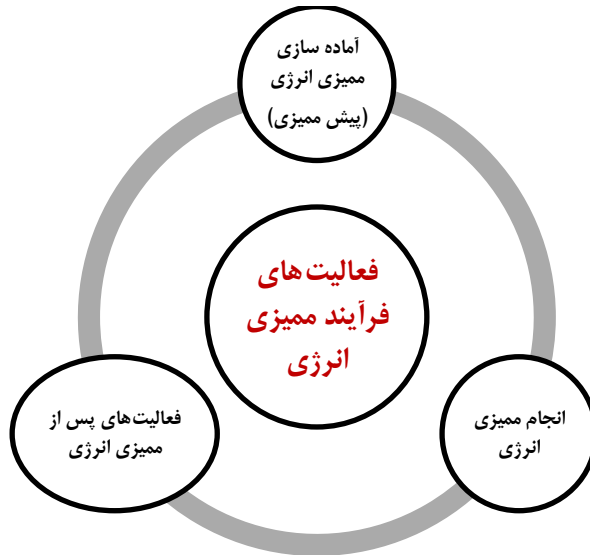 آماده سازی
ممیزی انرژی
(پیش ممیزی)
فعالیت‌های
فرآیند ممیزی
انرژی
انجام ممیزی
انرژی
فعالیت‌های پس از
ممیزی انرژی